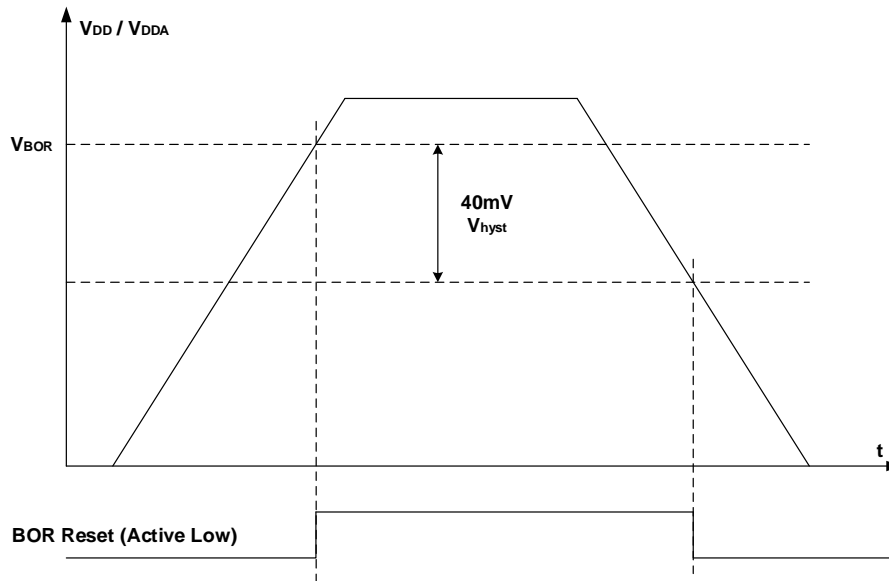 VDD / VDDA
VBOR
40mV
Vhyst
t
BOR Reset (Active Low)